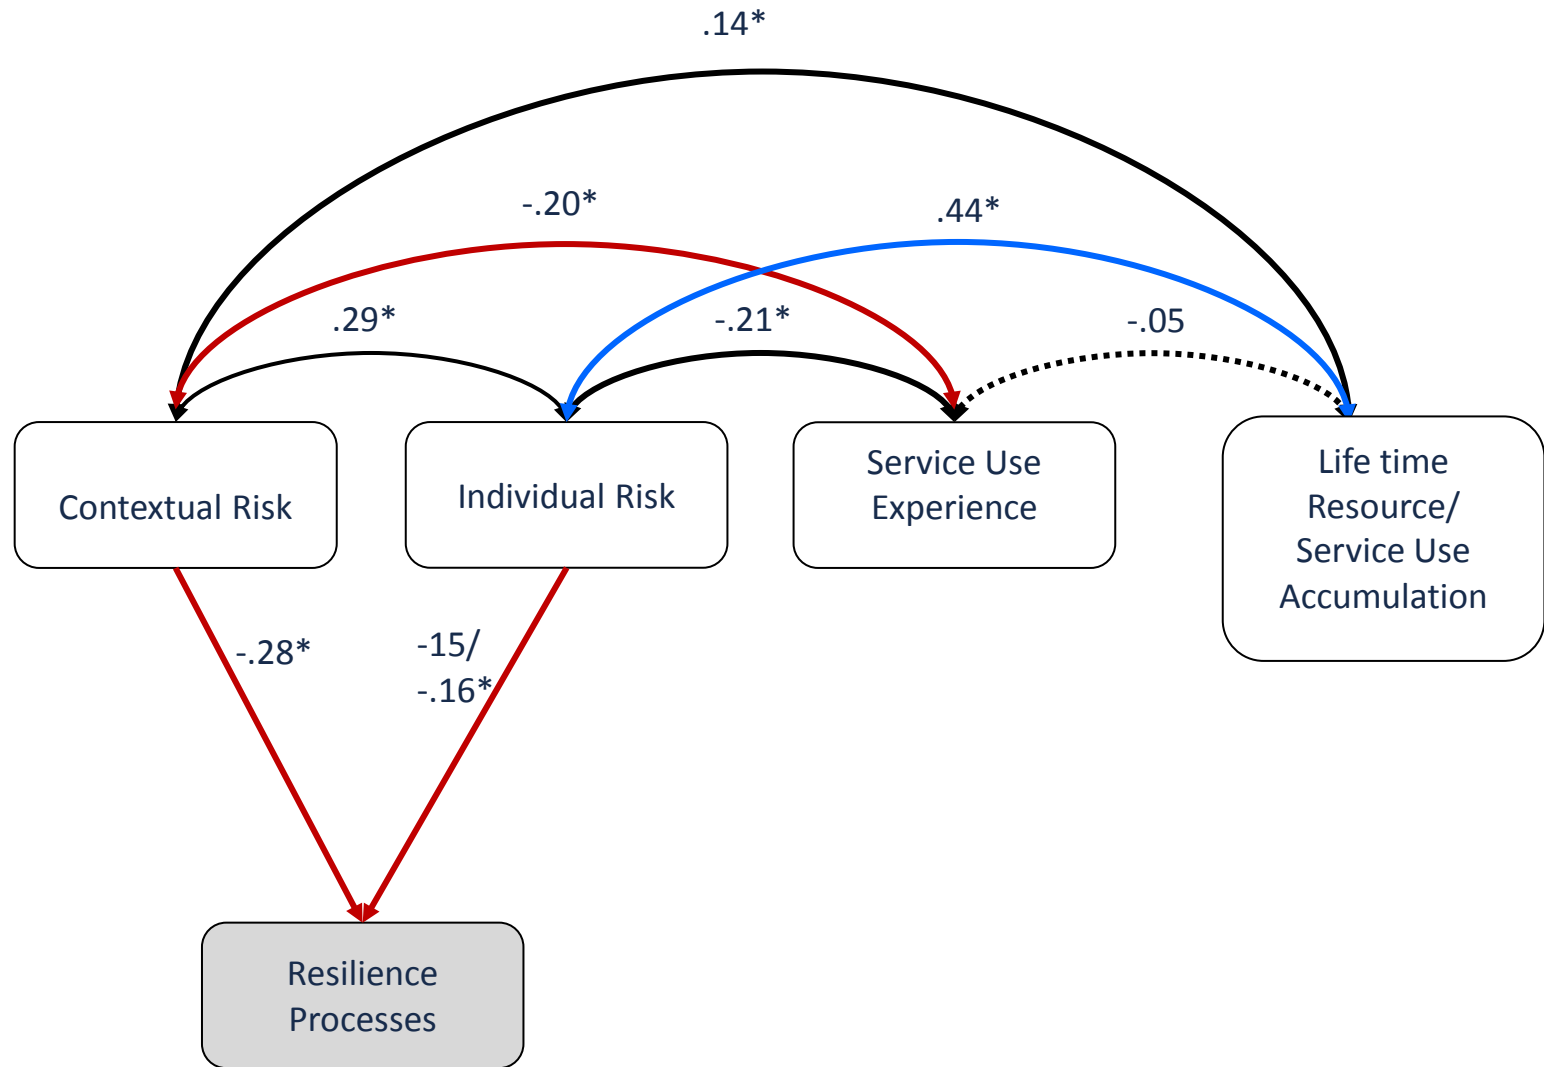 .14*
-.20*
.44*
.29*
-.21*
-.05
Contextual Risk
Individual Risk
Service Use
Experience
Life time
Resource/
Service Use
Accumulation
-.28*
-15/
-.16*
Resilience
Processes